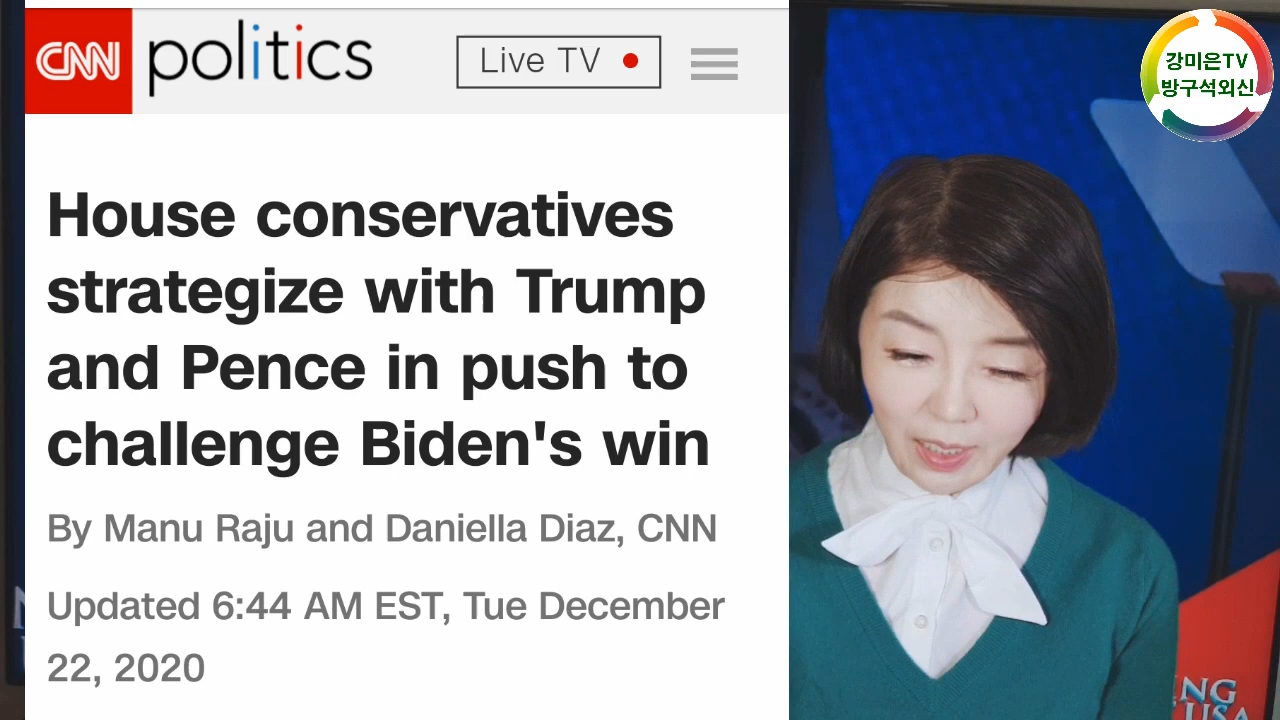 CNN politics
Live TV
House conservatives
strategize with Trump
and Pence in push to
challenge Biden's win
By Manu Raju and Daniella Diaz, CNN
Updated 6:44 AM EST, Tue December
22, 2020
강미은TV
방구석외신
NG
USA